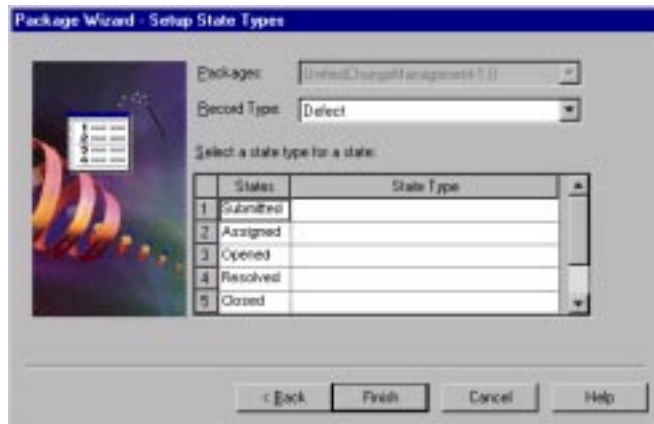 Package Wizard - Setup State Types
Packages: UnifiedChangeManagement-1.0
Record Type: Defect
Select a state type for a state:
States State Type
1 Submitted
2 Assigned
3 Opened
4 Resolved
5 Closed
< Back Finish Cancel Help